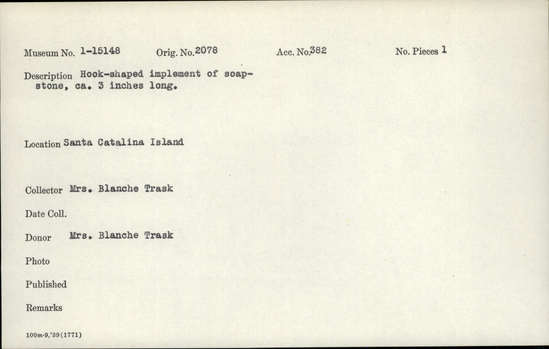 Museum No. 1-15148 Orig. No. 2078 Acc. No. 382 No. Pieces 1
Description Hook-shaped implement of soap-
stone, ca. 3 inches long.
Location Santa Catalina Island
Collector Mrs. Blanche Trask
Date Coll.
Donor Mrs. Blanche Trask
Photo
Published
Remarks
100m-9,'39(1771)